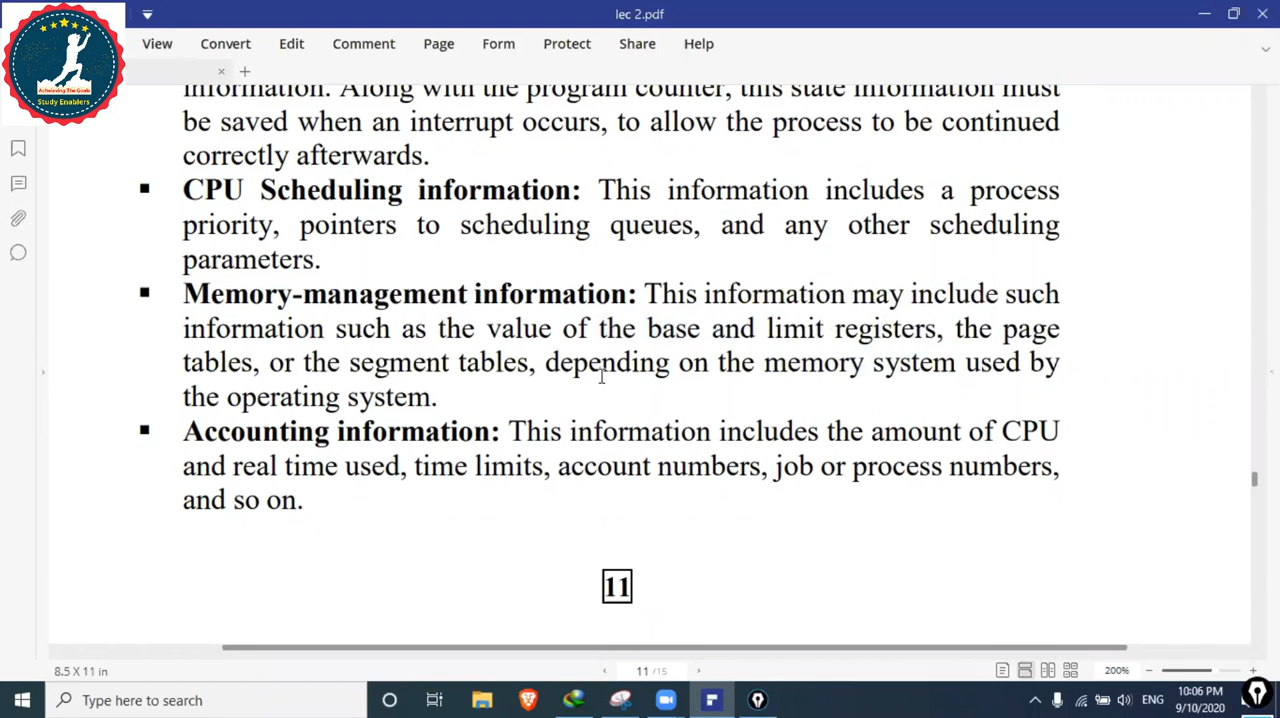 lec 2.pdf
View Convert Edit Comment Page Form Protect Share Help
Acheiveing The Goals
Study Enablers
information. Along with the program counter, this state information must
be saved when an interrupt occurs, to allow the process to be continued
correctly afterwards.
▪ CPU Scheduling information: This information includes a process
priority, pointers to scheduling queues, and any other scheduling
parameters.
▪ Memory-management information: This information may include such
information such as the value of the base and limit registers, the page
tables, or the segment tables, depending on the memory system used by
the operating system.
▪ Accounting information: This information includes the amount of CPU
and real time used, time limits, account numbers, job or process numbers,
and so on.
11
8.5 X 11 in
11 /15
200%
Type here to search
ENG
10:06 PM
9/10/2020